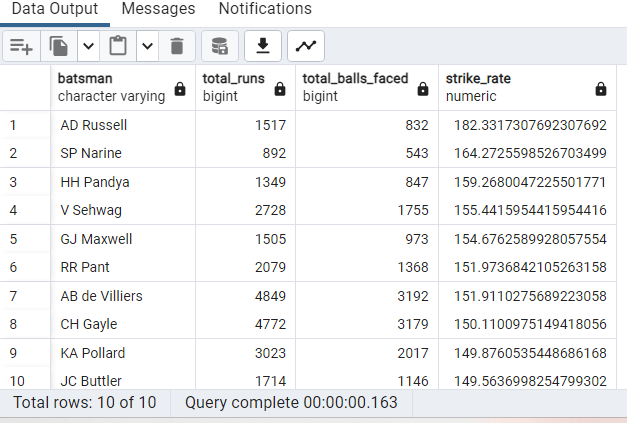 Data Output Messages Notifications
batsman total_runs total_balls_faced strike_rate
character varying bigint bigint numeric
1 AD Russell 1517 832 182.3317307692307692
2 SP Narine 892 543 164.2725598526703499
3 HH Pandya 1349 847 159.2680047225501771
4 V Sehwag 2728 1755 155.4415954415954416
5 GJ Maxwell 1505 973 154.6762589928057554
6 RR Pant 2079 1368 151.9736842105263158
7 AB de Villiers 4849 3192 151.9110275689223058
8 CH Gayle 4772 3179 150.1100975149418056
9 KA Pollard 3023 2017 149.8760535448686168
10 JC Buttler 1714 1146 149.5636998254799302
Total rows: 10 of 10 Query complete 00:00:00.163